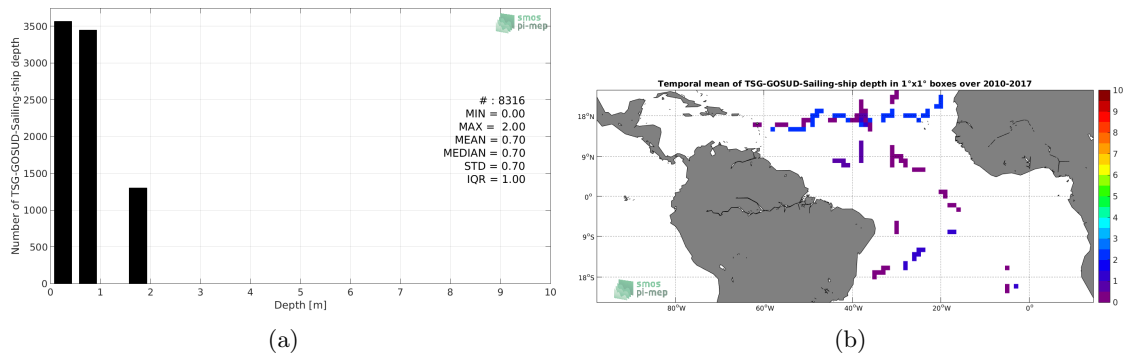 smos
pi-mep
# : 8316
MIN = 0.00
MAX = 2.00
MEAN = 0.70
MEDIAN = 0.70
STD = 0.70
IQR = 1.00
Number of TSG-GOSUD-Sailing-ship depth
3500
3000
2500
2000
1500
1000
500
0
0 1 2 3 4 5 6 7 8 9 10
Depth [m]
(a)
Temporal mean of TSG-GOSUD-Sailing-ship depth in 1°x1° boxes over 2010-2017
18°N
9°N
0°
9°S
18°S
80°W 60°W 40°W 20°W 0°
smos
pi-mep
10
9
8
7
6
5
4
3
2
1
0
(b)